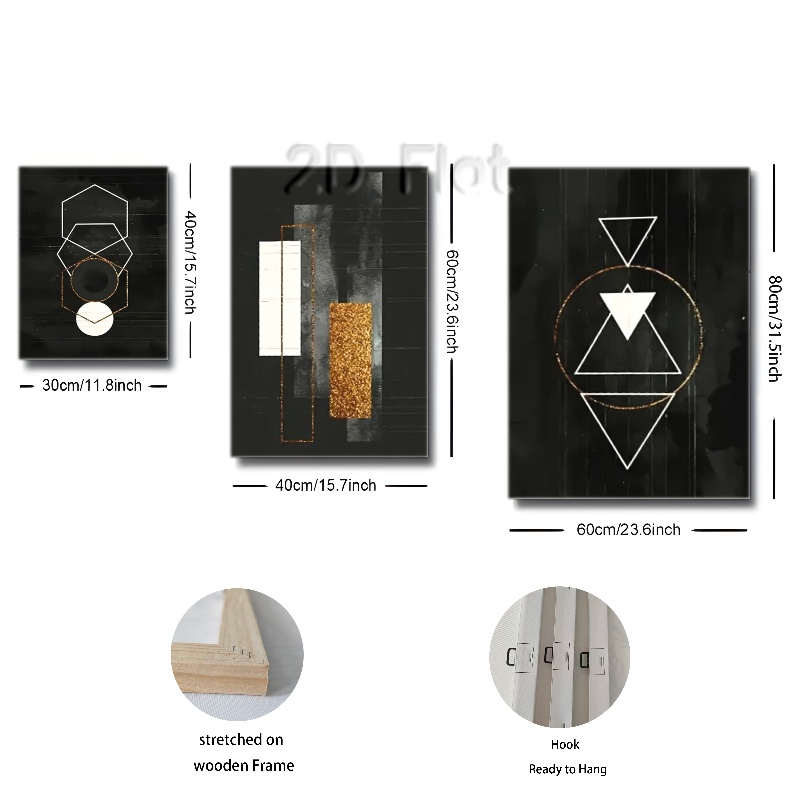 2D Flat
40cm/15.7inch
30cm/11.8inch
60cm/23.6inch
40cm/15.7inch
80cm/31.5inch
60cm/23.6inch
stretched on
wooden Frame
Hook
Ready to Hang